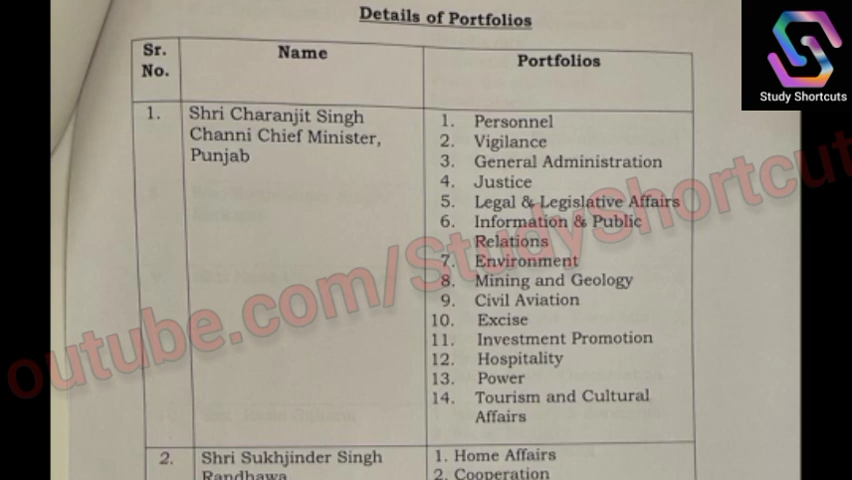 Details of Portfolios
Sr. No.
Name
Portfolios
1.
Shri Charanjit Singh
Channi Chief Minister,
Punjab
1. Personnel
2. Vigilance
3. General Administration
4. Justice
5. Legal & Legislative Affairs
6. Information & Public
Relations
7. Environment
8. Mining and Geology
9. Civil Aviation
10. Excise
11. Investment Promotion
12. Hospitality
13. Power
14. Tourism and Cultural
Affairs
2.
Shri Sukhjinder Singh
Randhawa
1. Home Affairs
2. Cooperation
Study Shortcuts
outube.com/StudyShortcut